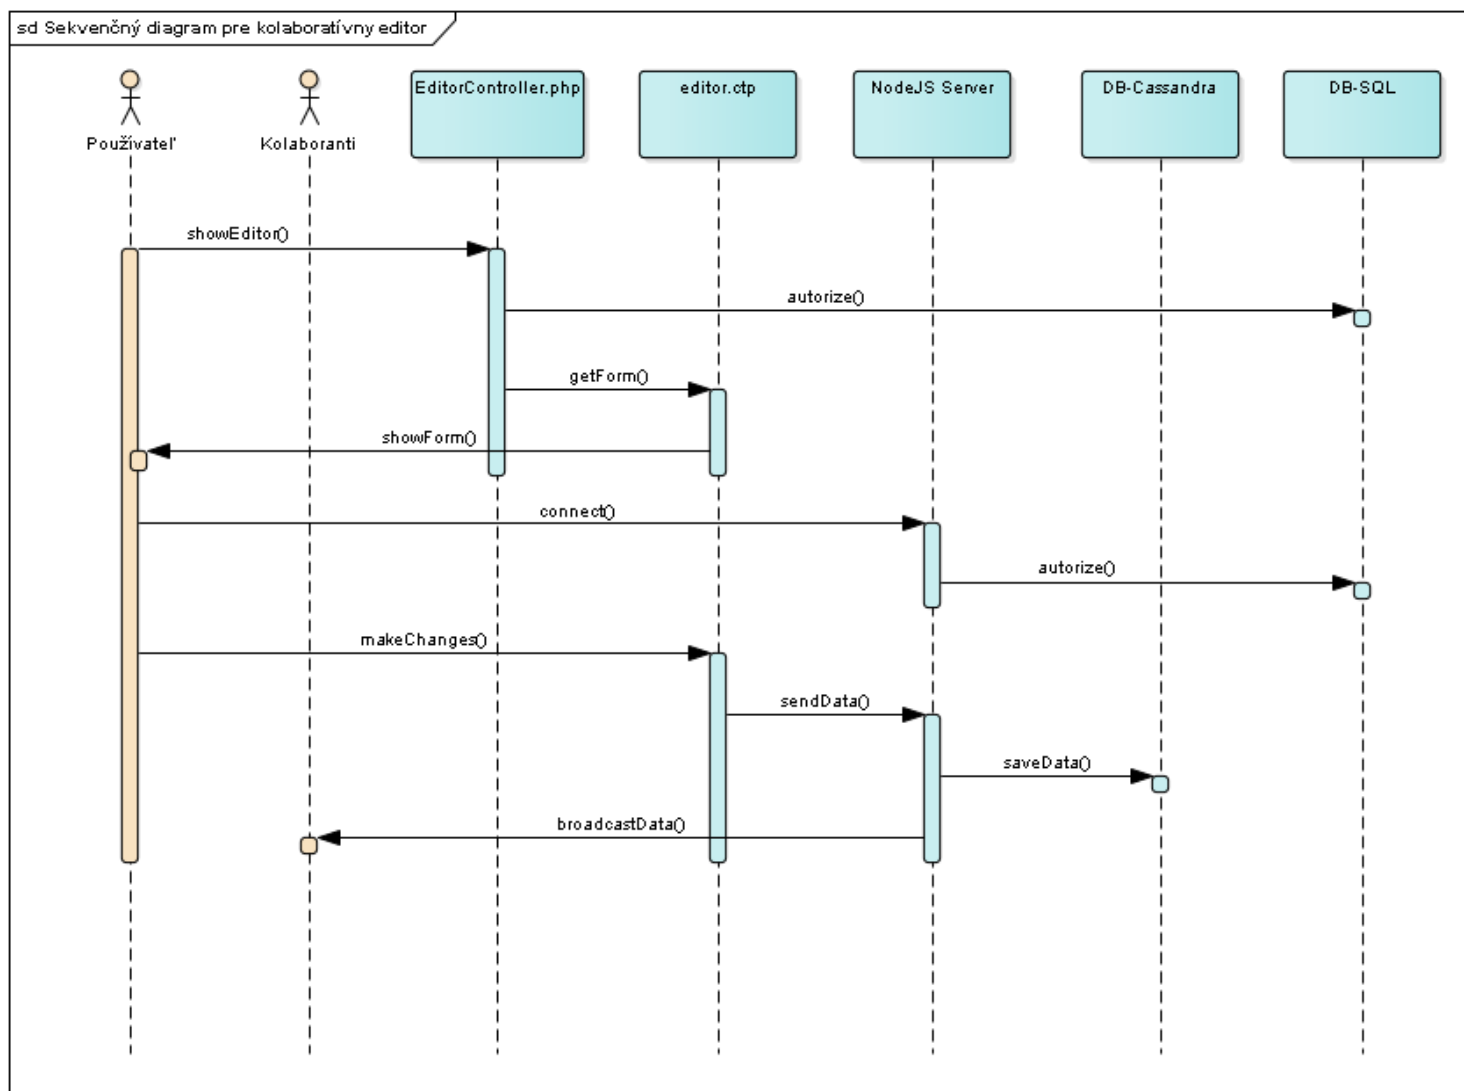 sd Sekvenčný diagram pre kolaboratívny editor
Používateľ
Kolaboranti
EditorController.php
editor.ctp
NodeJS Server
DB-Cassandra
DB-SQL
showEditor()
autorize()
getForm()
showForm()
connect()
autorize()
makeChanges()
sendData()
saveData()
broadcastData()